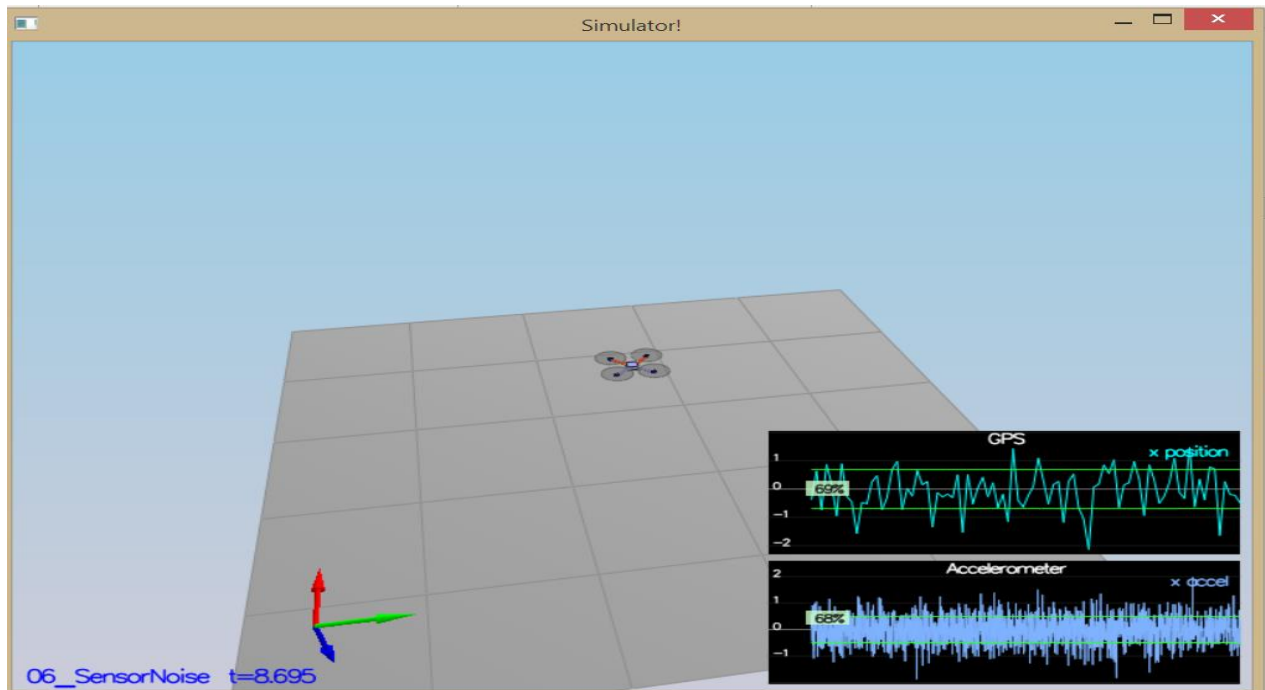 Simulator!
GPS
x position
1
0
69%
−1
−2
Accelerometer
x accel
2
1
0
68%
−1
06_SensorNoise t=8.695